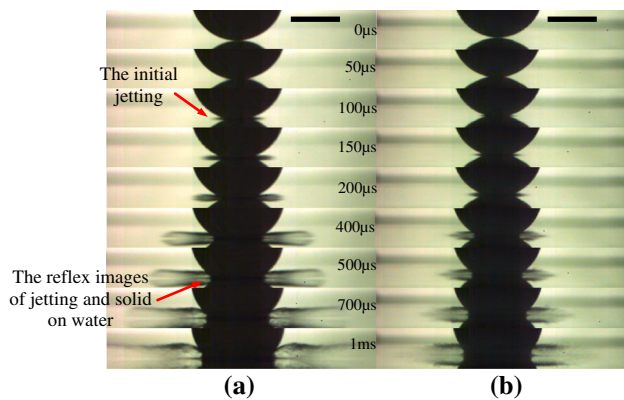 The initial
jetting
The reflex images
of jetting and solid
on water
0μs
50μs
100μs
150μs
200μs
400μs
500μs
700μs
1ms
(a)
(b)